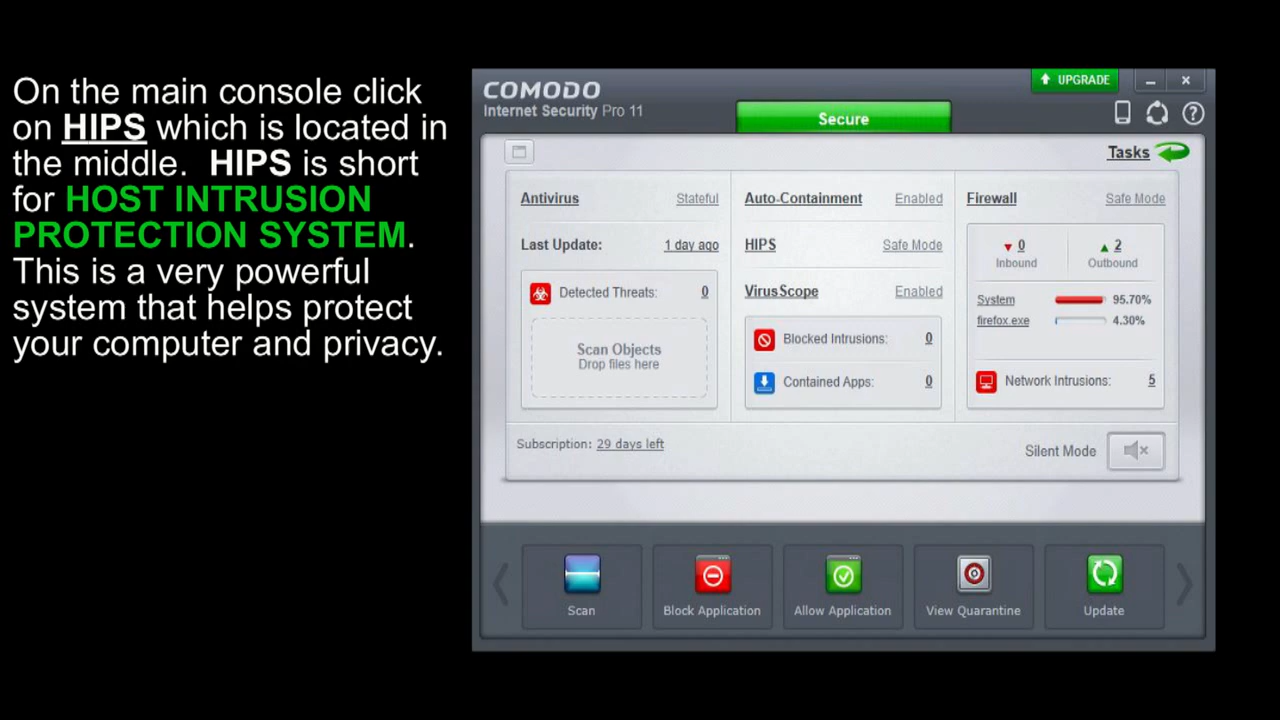 On the main console click
on HIPS which is located in
the middle.  HIPS is short
for HOST INTRUSION
PROTECTION SYSTEM.
This is a very powerful
system that helps protect
your computer and privacy.
COMODO
Internet Security Pro 11
UPGRADE
Secure
Tasks
Antivirus Stateful
Last Update: 1 day ago
Detected Threats: 0
Scan Objects
Drop files here
Auto-Containment Enabled
HIPS Safe Mode
VirusScope Enabled
Blocked Intrusions: 0
Contained Apps: 0
Firewall Safe Mode
0 2
Inbound Outbound
System 95.70%
firefox.exe 4.30%
Network Intrusions: 5
Subscription: 29 days left
Silent Mode
Scan
Block Application
Allow Application
View Quarantine
Update